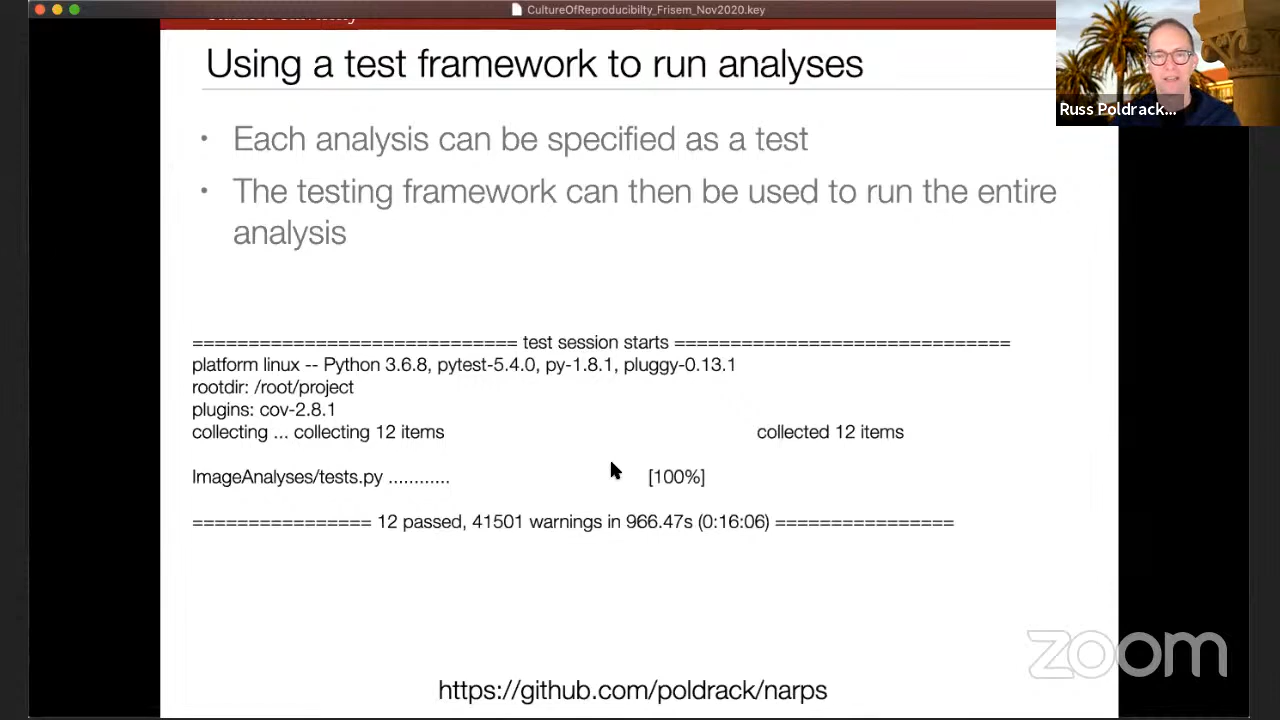 CultureOfReproducibilty_Frisem_Nov2020.key
Using a test framework to run analyses
Russ Poldrack...
• Each analysis can be specified as a test
• The testing framework can then be used to run the entire
analysis
============================= test session starts ==============================
platform linux -- Python 3.6.8, pytest-5.4.0, py-1.8.1, pluggy-0.13.1
rootdir: /root/project
plugins: cov-2.8.1
collecting ... collecting 12 items collected 12 items
ImageAnalyses/tests.py ............ [100%]
================ 12 passed, 41501 warnings in 966.47s (0:16:06) ================
zoom
https://github.com/poldrack/narps